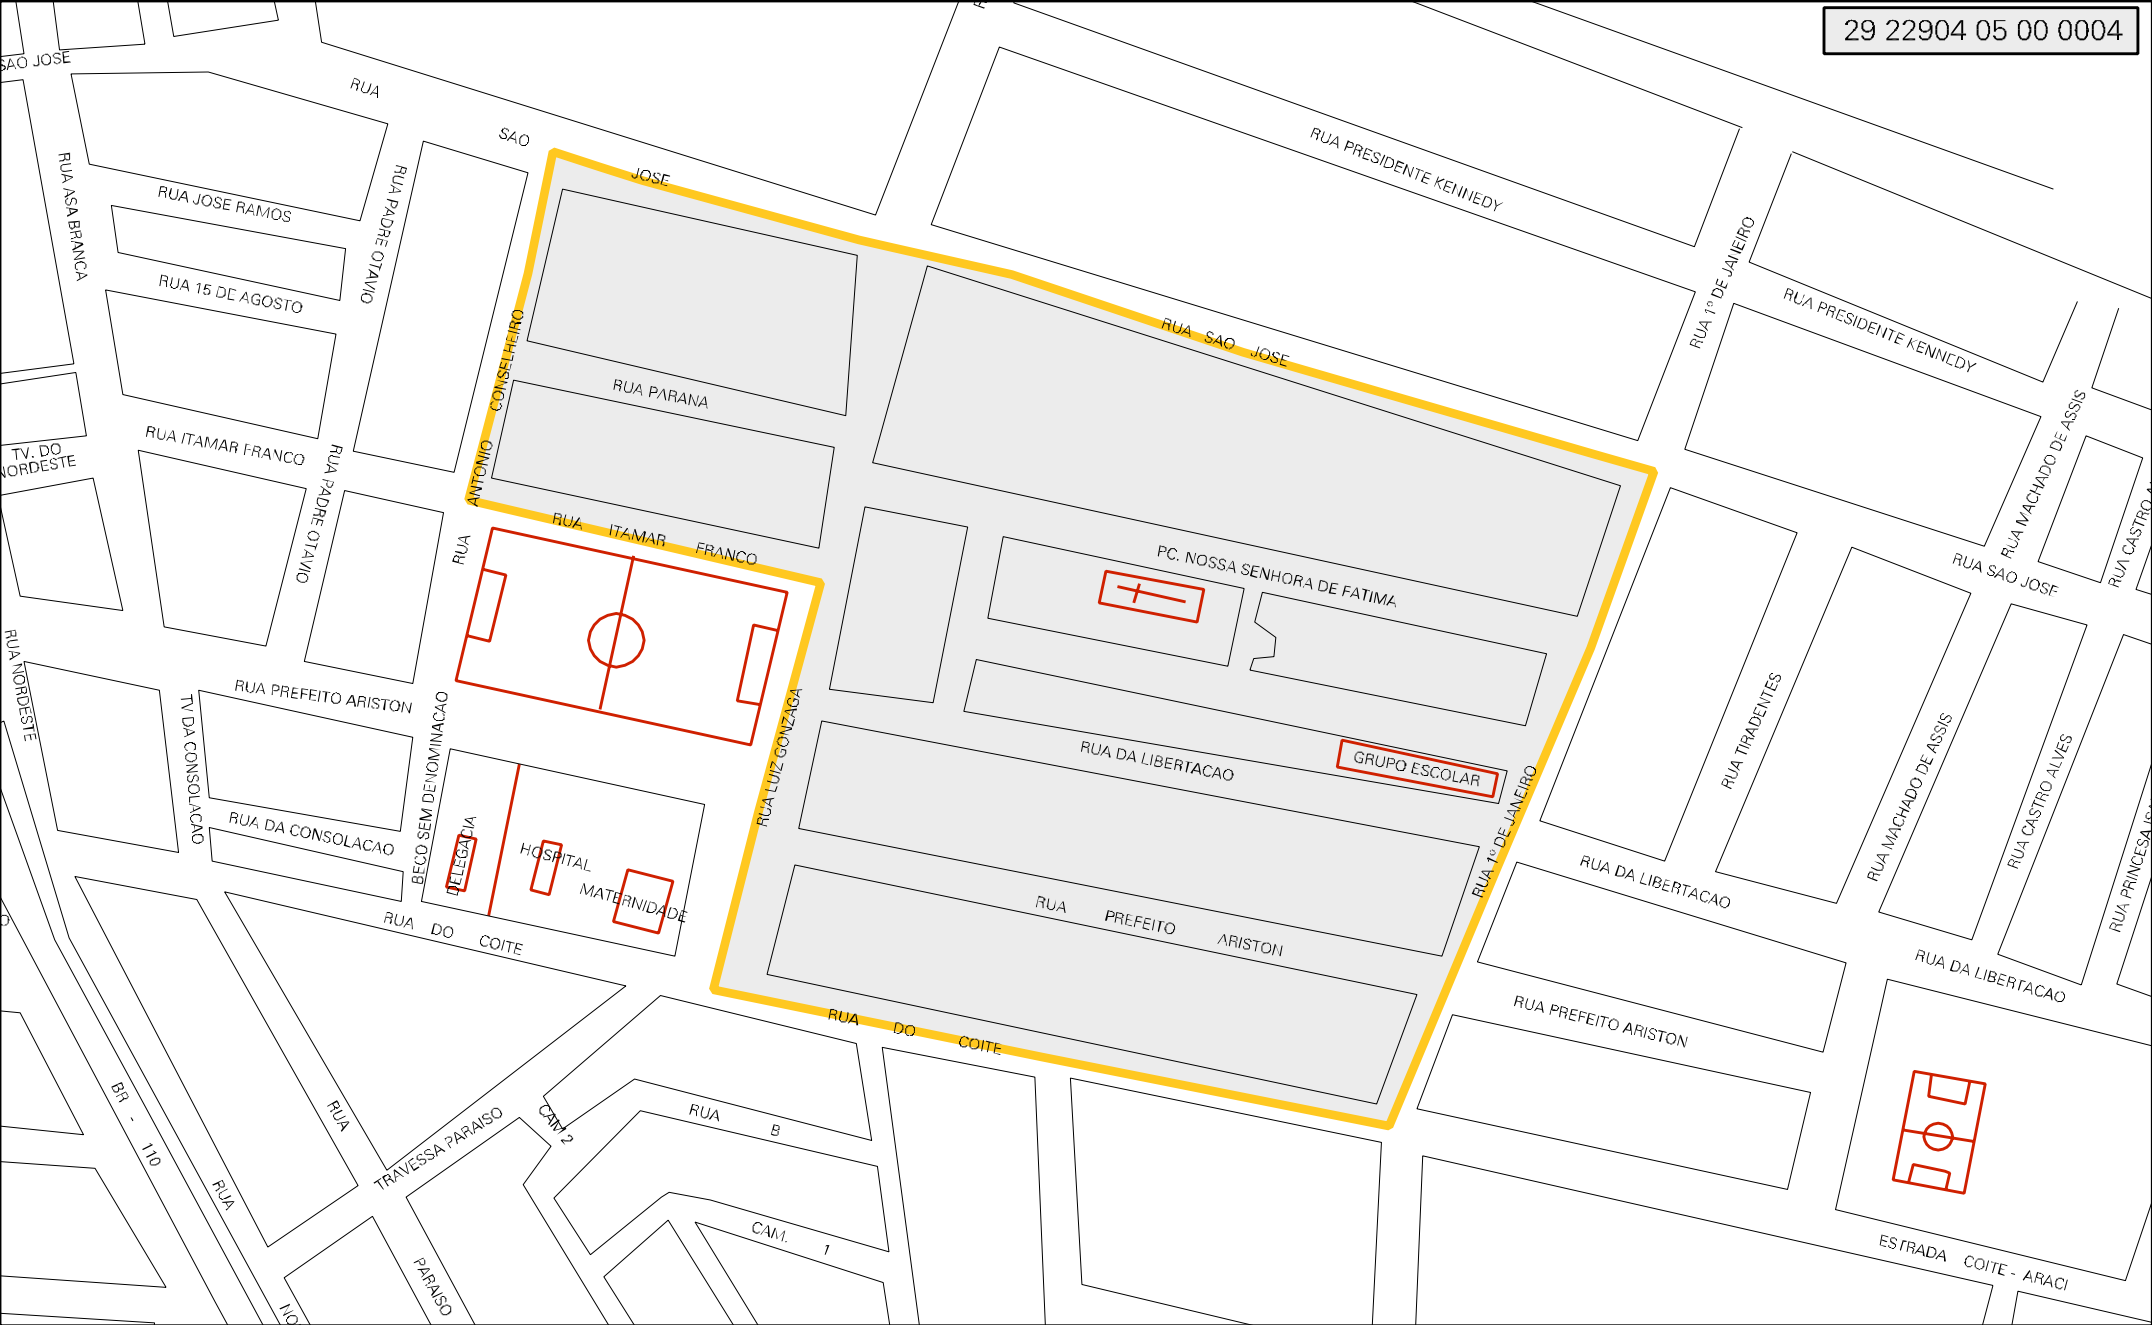 29 22904 05 00 0004
SAO JOSE
RUA
SAO
JOSE
RUA PRESIDENTE KENNEDY
RUA ASA BRANCA
RUA JOSE RAMOS
RUA PADRE OTAVIO
RUA 15 DE AGOSTO
CONSELHEIRO
ANTONIO
RUA
RUA PARANA
RUA SAO JOSE
RUA 1º DE JANEIRO
RUA PRESIDENTE KENNEDY
RUA MACHADO DE ASSIS
RUA ITAMAR FRANCO
TV. DO
NORDESTE
RUA PADRE OTAVIO
RUA ITAMAR FRANCO
PC. NOSSA SENHORA DE FATIMA
RUA SAO JOSE
RUA CASTRO A
RUA NORDESTE
RUA PREFEITO ARISTON
TV DA CONSOLACAO
BECO SEM DENOMINACAO
RUA LUIZ GONZAGA
RUA DA LIBERTACAO
GRUPO ESCOLAR
RUA 1º DE JANEIRO
RUA TIRADENTES
RUA MACHADO DE ASSIS
RUA CASTRO ALVES
RUA PRINCESA IS
RUA DA CONSOLACAO
DELEGACIA
HOSPITAL
MATERNIDADE
RUA DO COITE
RUA PREFEITO ARISTON
RUA DA LIBERTACAO
RUA DA LIBERTACAO
RUA DO COITE
RUA PREFEITO ARISTON
BR - 110
RUA
PARAISO
TRAVESSA PARAISO
CAM 2
RUA B
RUA
NO
CAM. 1
ESTRADA COITE - ARACI